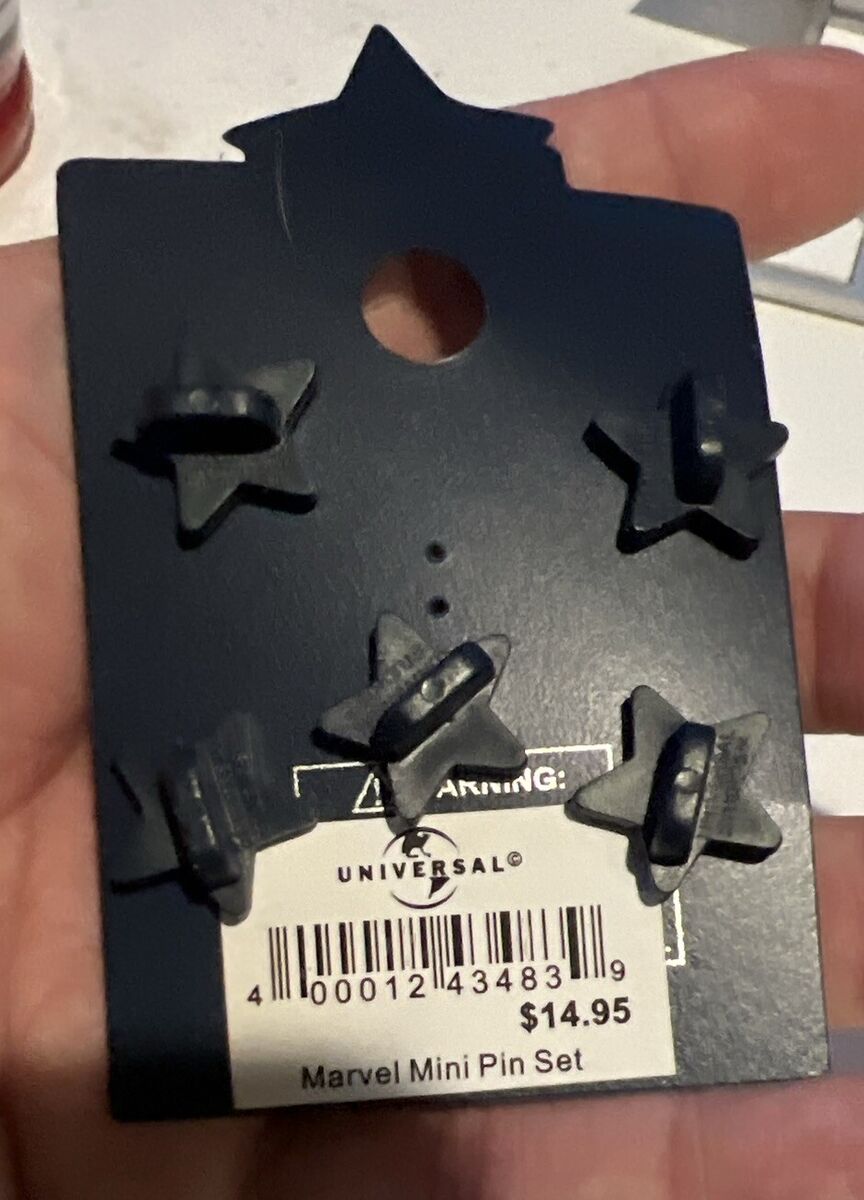 WARNING:
UNIVERSAL©
4 00012 43483 9
$14.95
Marvel Mini Pin Set